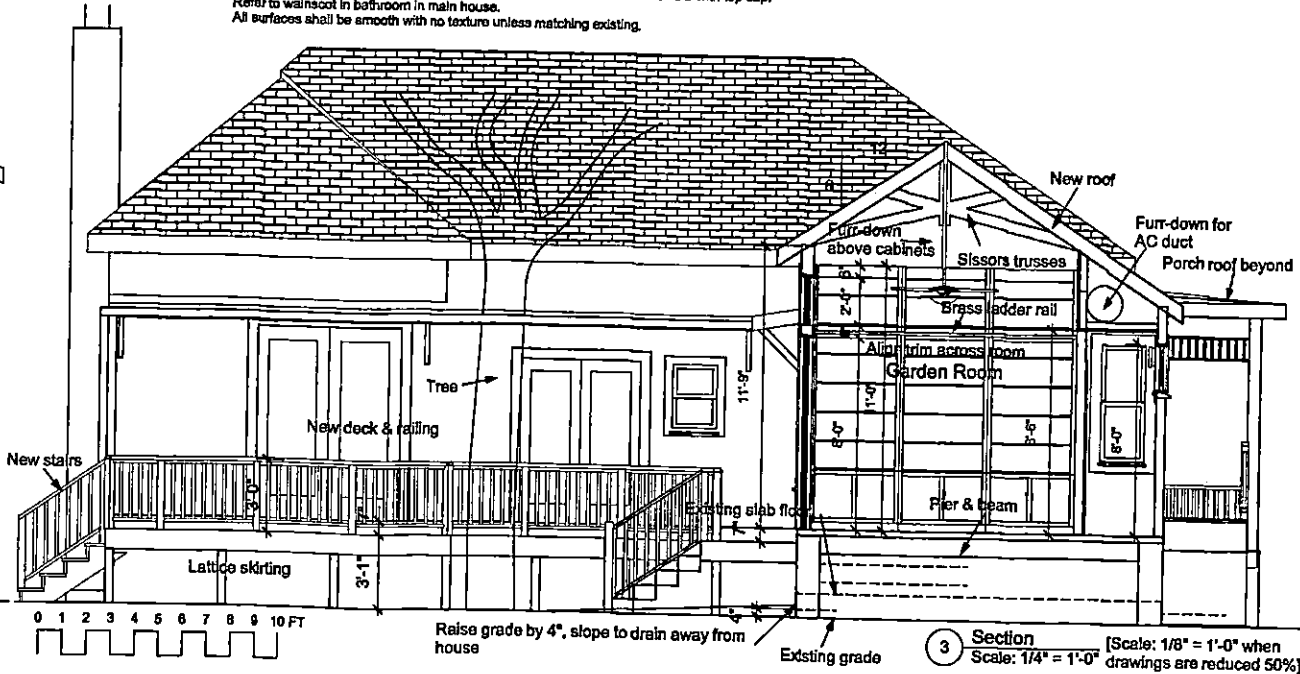 Refer to wainscot in bathroom in main house.
All surfaces shall be smooth with no texture unless matching existing.
12
8
New roof
Furr-down
above cabinets
Sissors trusses
Furr-down for
AC duct
Porch roof beyond
6"
2'-0"
Brass ladder rail
Align trim across room
Garden Room
Tree
11'-9"
11'-0"
8'-0"
8'-0"
New deck & railing
New stairs
3'-0"
7"
Existing slab floor
7"
Pier & beam
Lattice skirting
3'-1"
4"
0 1 2 3 4 5 6 7 8 9 10 FT
Raise grade by 4", slope to drain away from
house
Existing grade
3 Section
Scale: 1/4" = 1'-0"
[Scale: 1/8" = 1'-0" when
drawings are reduced 50%]